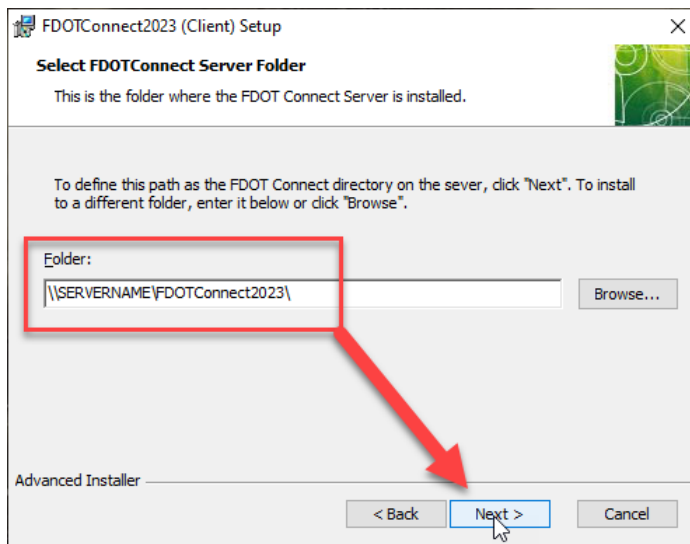 FDOTConnect2023 (Client) Setup
Select FDOTConnect Server Folder
This is the folder where the FDOT Connect Server is installed.
To define this path as the FDOT Connect directory on the sever, click "Next". To install
to a different folder, enter it below or click "Browse".
Folder:
\\SERVERNAME\FDOTConnect2023\
Browse...
Advanced Installer
< Back
Next >
Cancel